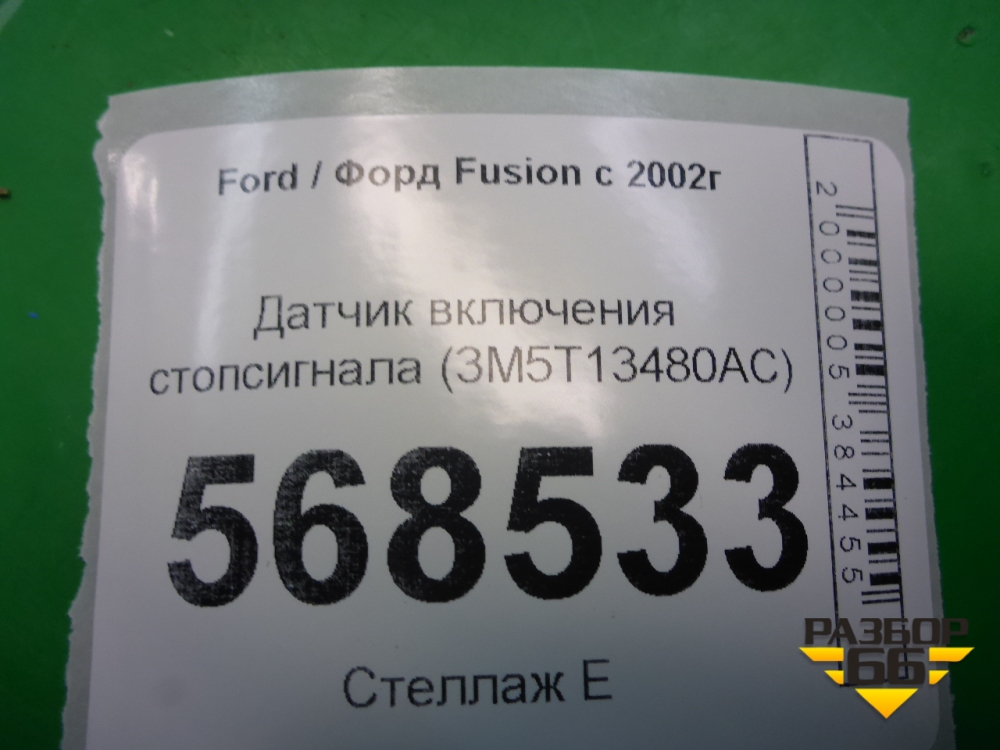 Ford / Форд Fusion с 2002г
Датчик включения
стопсигнала (3M5T13480AC)
568533
Стеллаж Е
2000005384455
РАЗБОР
66